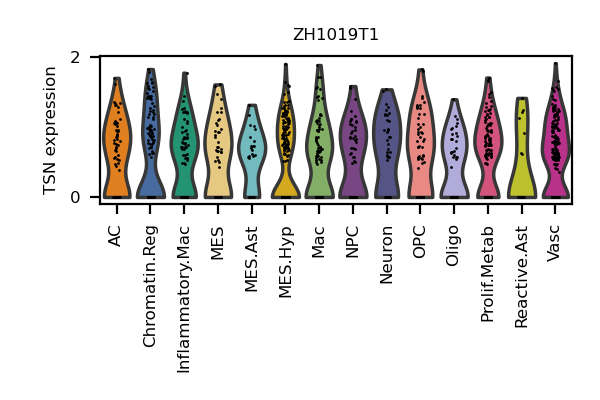 ZH1019T1
TSN expression
2
0
AC
Chromatin.Reg
Inflammatory.Mac
MES
MES.Ast
MES.Hyp
Mac
NPC
Neuron
OPC
Oligo
Prolif.Metab
Reactive.Ast
Vasc